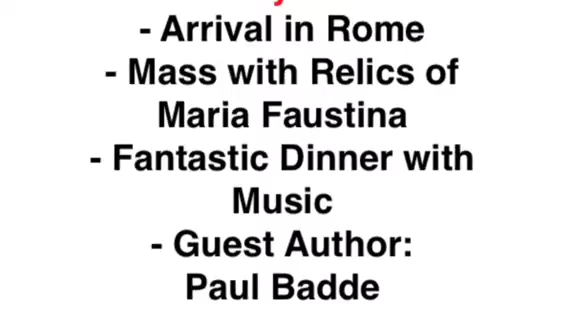 - Arrival in Rome
- Mass with Relics of
Maria Faustina
- Fantastic Dinner with
Music
- Guest Author:
Paul Badde